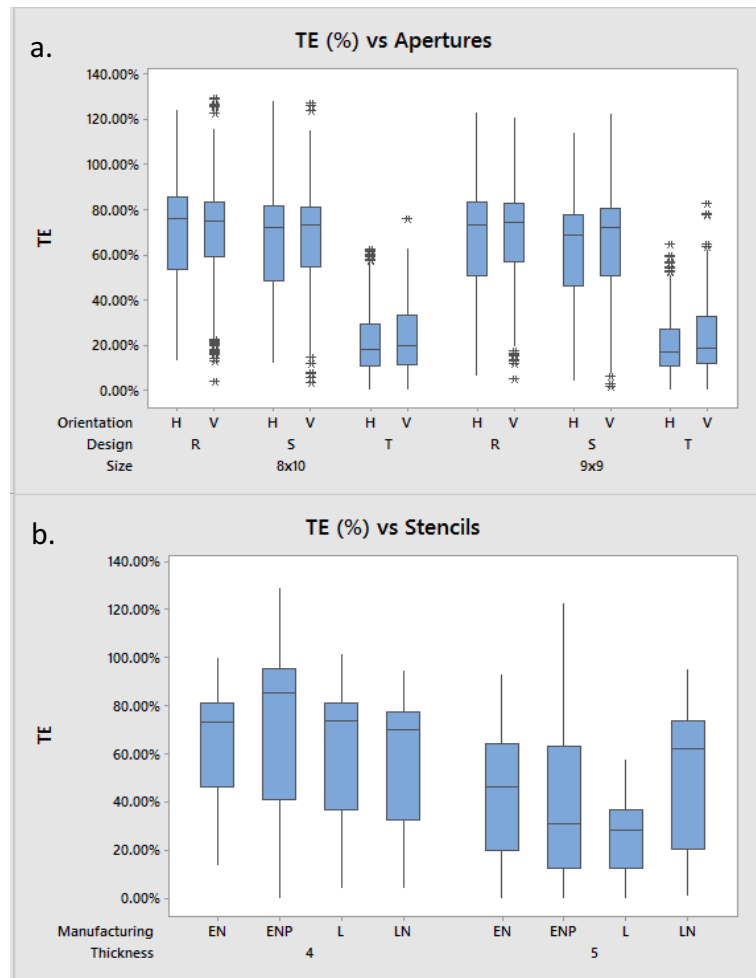 a.
TE (%) vs Apertures
140.00%
120.00%
100.00%
80.00%
60.00%
40.00%
20.00%
0.00%
TE
Orientation H V H V H V H V H V H V
Design R S T R S T
Size 8x10 9x9
b.
TE (%) vs Stencils
140.00%
120.00%
100.00%
80.00%
60.00%
40.00%
20.00%
0.00%
TE
Manufacturing EN ENP L LN EN ENP L LN
Thickness 4 5